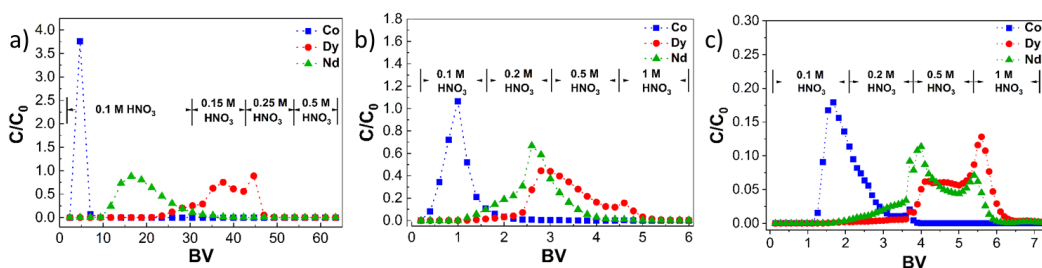 a)
C/C₀
4.0
3.5
3.0
2.5
2.0
1.5
1.0
0.5
0.0
Co
Dy
Nd
0.1 M HNO₃
0.15 M
HNO₃
0.25 M
HNO₃
0.5 M
HNO₃
0 10 20 30 40 50 60
BV
b)
C/C₀
1.8
1.6
1.4
1.2
1.0
0.8
0.6
0.4
0.2
0.0
Co
Dy
Nd
0.1 M
HNO₃
0.2 M
HNO₃
0.5 M
HNO₃
1 M
HNO₃
0 1 2 3 4 5 6
BV
c)
C/C₀
0.30
0.25
0.20
0.15
0.10
0.05
0.00
Co
Dy
Nd
0.1 M
HNO₃
0.2 M
HNO₃
0.5 M
HNO₃
1 M
HNO₃
0 1 2 3 4 5 6 7
BV